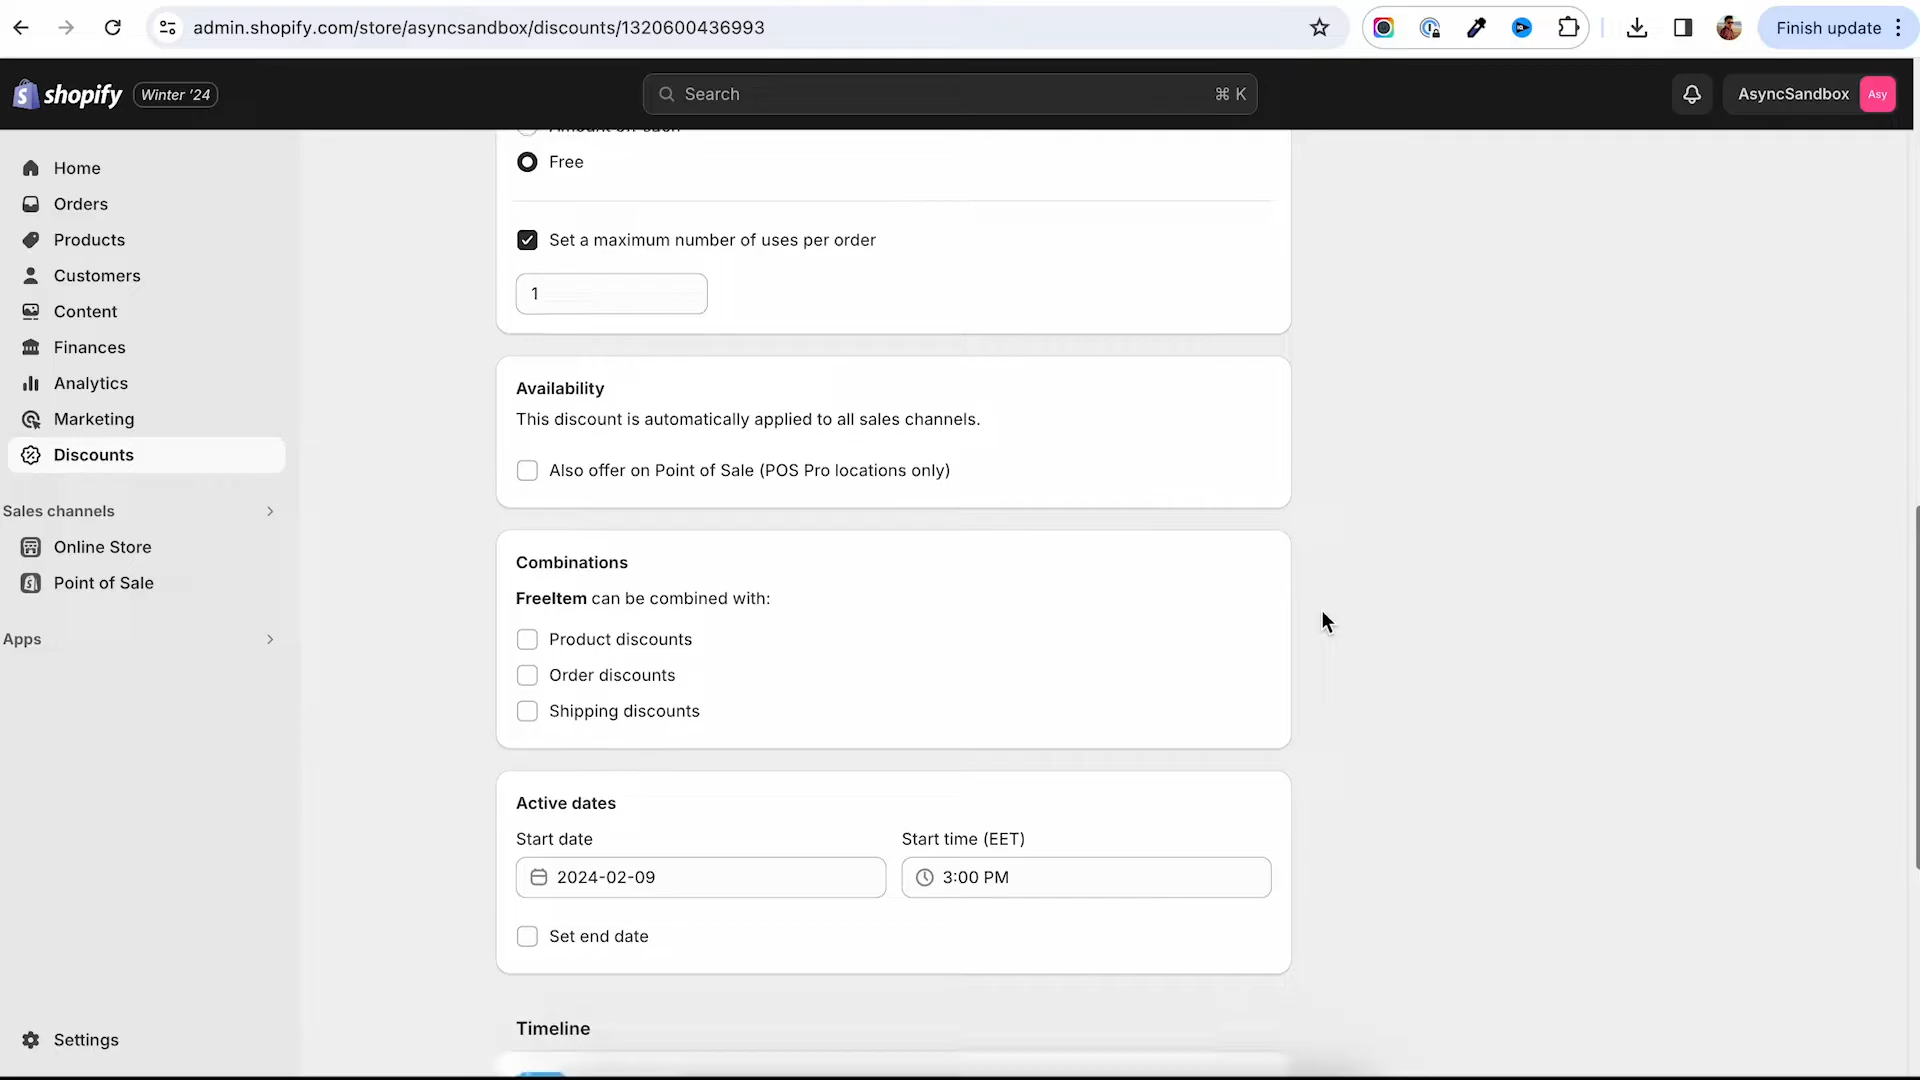 admin.shopify.com/store/asyncsandbox/discounts/1320600436993
Finish update
shopify
Winter '24
Search
⌘ K
AsyncSandbox
Asy
Home
Orders
Products
Customers
Content
Finances
Analytics
Marketing
Discounts
Sales channels
Online Store
Point of Sale
Apps
Settings
Amount off each
Free
Set a maximum number of uses per order
1
Availability
This discount is automatically applied to all sales channels.
Also offer on Point of Sale (POS Pro locations only)
Combinations
FreeItem can be combined with:
Product discounts
Order discounts
Shipping discounts
Active dates
Start date
Start time (EET)
2024-02-09
3:00 PM
Set end date
Timeline